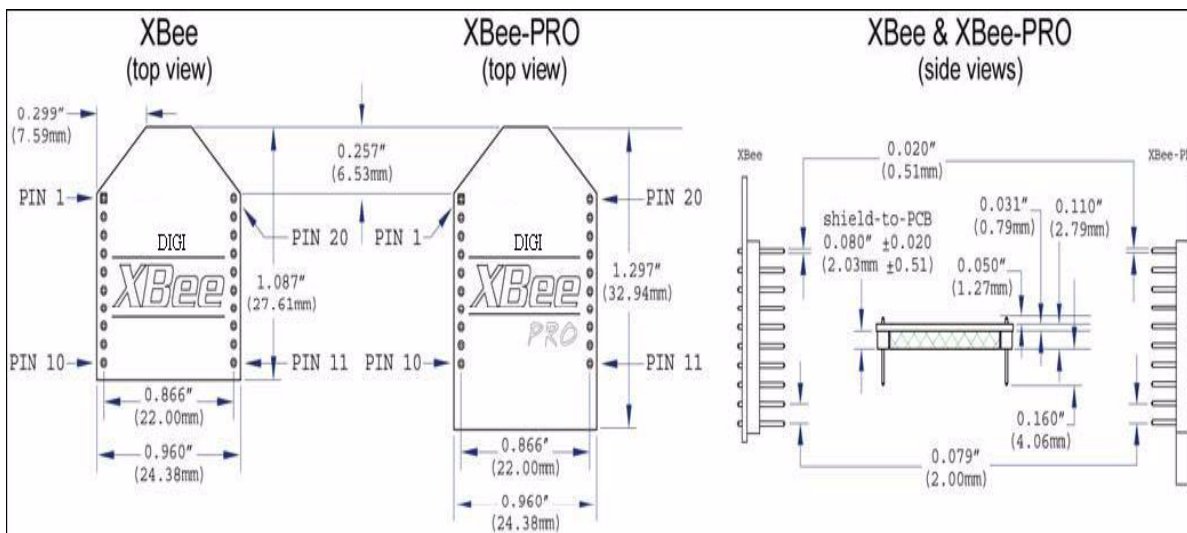 XBee
(top view)
0.299"
(7.59mm)
PIN 1
PIN 20
DIGI
XBee
1.087"
(27.61mm)
PIN 10
PIN 11
0.866"
(22.00mm)
0.960"
(24.38mm)
XBee-PRO
(top view)
0.257"
(6.53mm)
PIN 1
PIN 20
DIGI
XBee
PRO
1.297"
(32.94mm)
PIN 10
PIN 11
0.866"
(22.00mm)
0.960"
(24.38mm)
XBee & XBee-PRO
(side views)
XBee
0.020"
(0.51mm)
XBee-P
shield-to-PCB
0.080" ±0.020
(2.03mm ±0.51)
0.031"
(0.79mm)
0.110"
(2.79mm)
0.050"
(1.27mm)
0.160"
(4.06mm)
0.079"
(2.00mm)